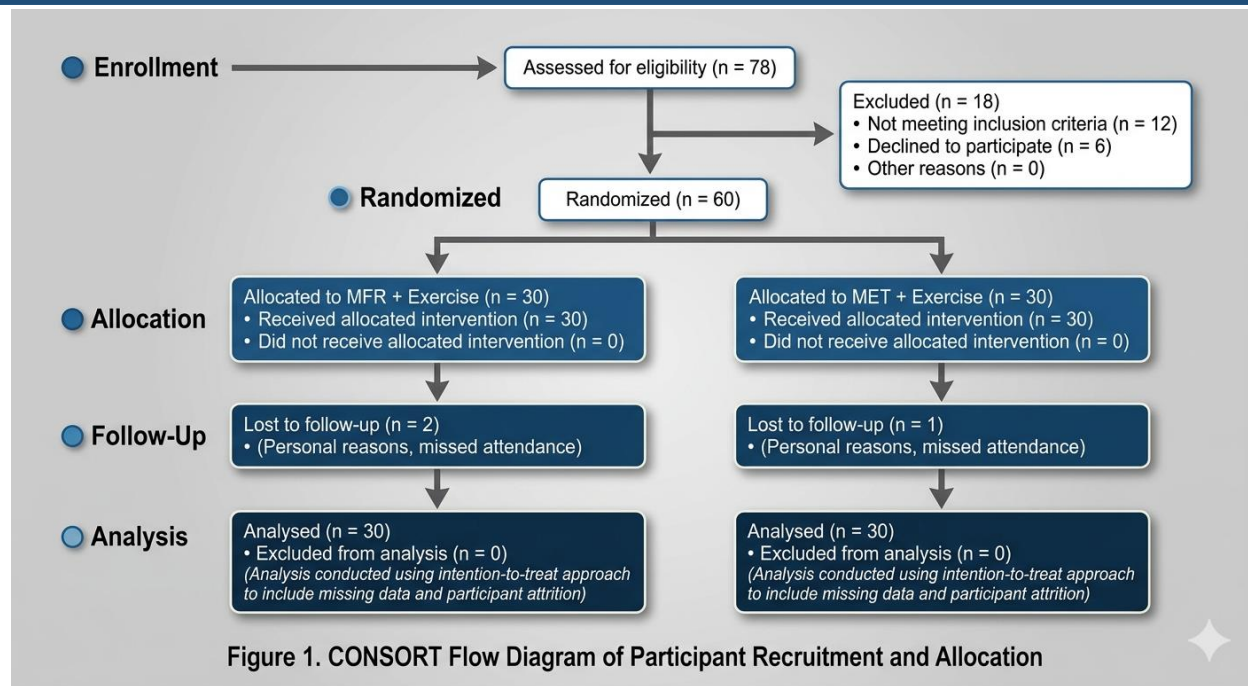 Enrollment
Assessed for eligibility (n = 78)
Excluded (n = 18)
• Not meeting inclusion criteria (n = 12)
• Declined to participate (n = 6)
• Other reasons (n = 0)
Randomized
Randomized (n = 60)
Allocation
Allocated to MFR + Exercise (n = 30)
• Received allocated intervention (n = 30)
• Did not receive allocated intervention (n = 0)
Allocated to MET + Exercise (n = 30)
• Received allocated intervention (n = 30)
• Did not receive allocated intervention (n = 0)
Follow-Up
Lost to follow-up (n = 2)
• (Personal reasons, missed attendance)
Lost to follow-up (n = 1)
• (Personal reasons, missed attendance)
Analysis
Analysed (n = 30)
• Excluded from analysis (n = 0)
(Analysis conducted using intention-to-treat approach
to include missing data and participant attrition)
Analysed (n = 30)
• Excluded from analysis (n = 0)
(Analysis conducted using intention-to-treat approach
to include missing data and participant attrition)
Figure 1. CONSORT Flow Diagram of Participant Recruitment and Allocation